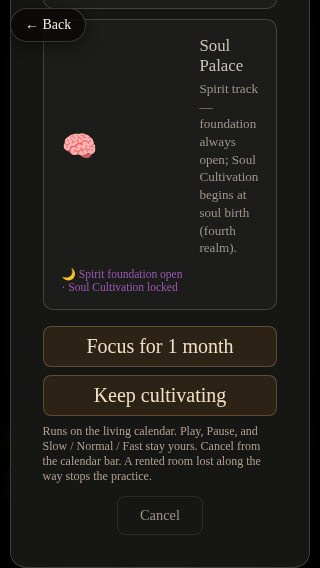 ← Back
Soul
Palace
Spirit track
—
foundation
always
open; Soul
Cultivation
begins at
soul birth
(fourth
realm).
🌙 Spirit foundation open
· Soul Cultivation locked
Focus for 1 month
Keep cultivating
Runs on the living calendar. Play, Pause, and
Slow / Normal / Fast stay yours. Cancel from
the calendar bar. A rented room lost along the
way stops the practice.
Cancel